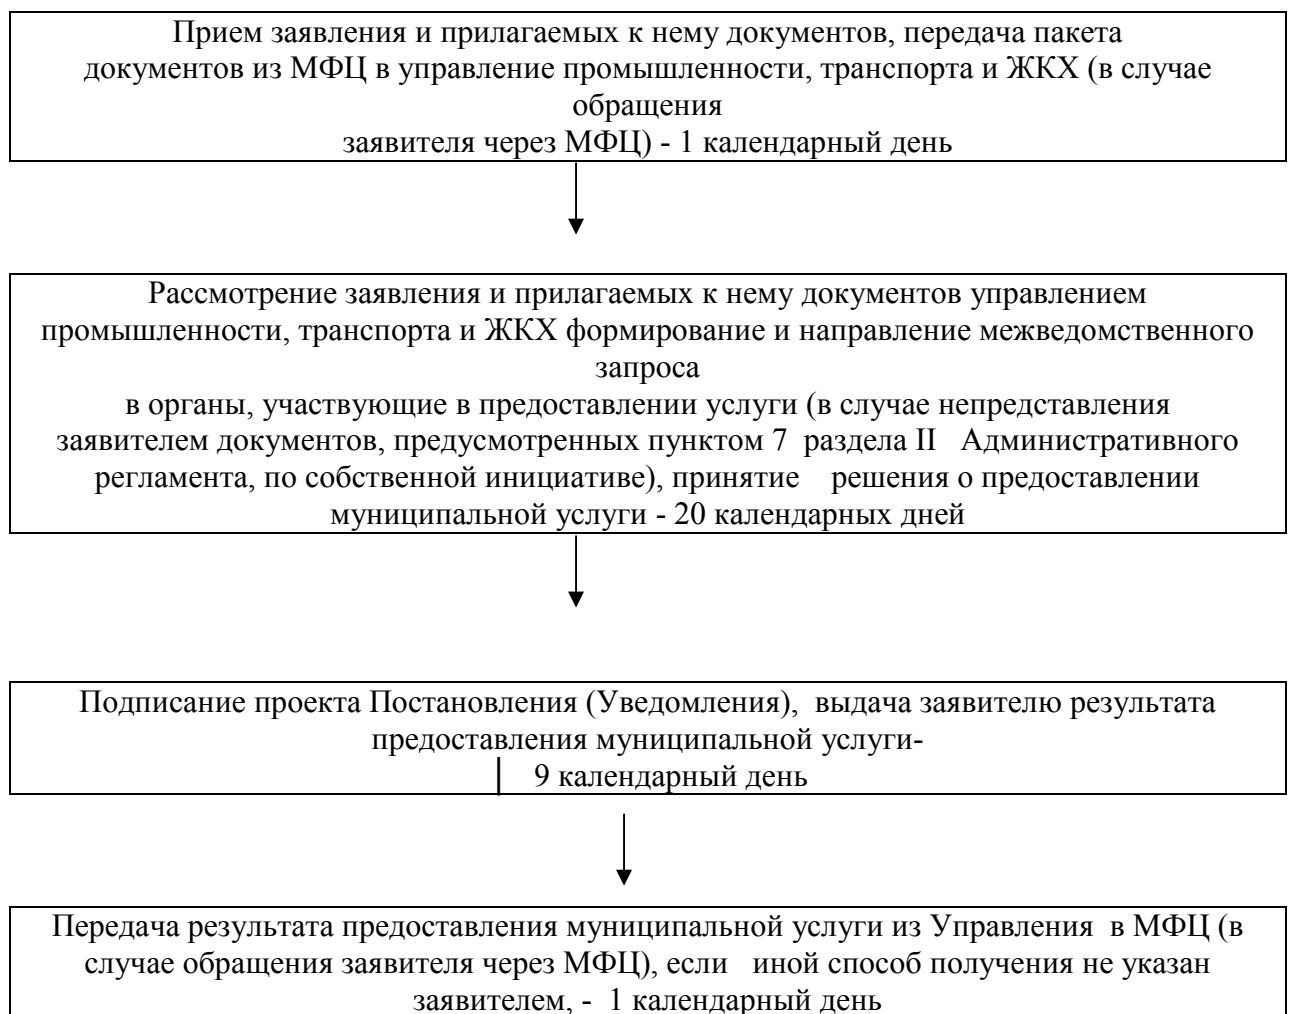 Прием заявления и прилагаемых к нему документов, передача пакета
документов из МФЦ в управление промышленности, транспорта и ЖКХ (в случае
обращения
заявителя через МФЦ) - 1 календарный день
Рассмотрение заявления и прилагаемых к нему документов управлением
промышленности, транспорта и ЖКХ формирование и направление межведомственного
запроса
в органы, участвующие в предоставлении услуги (в случае непредставления
заявителем документов, предусмотренных пунктом 7 раздела II Административного
регламента, по собственной инициативе), принятие решения о предоставлении
муниципальной услуги - 20 календарных дней
Подписание проекта Постановления (Уведомления), выдача заявителю результата
предоставления муниципальной услуги-
9 календарный день
Передача результата предоставления муниципальной услуги из Управления в МФЦ (в
случае обращения заявителя через МФЦ), если иной способ получения не указан
заявителем, - 1 календарный день